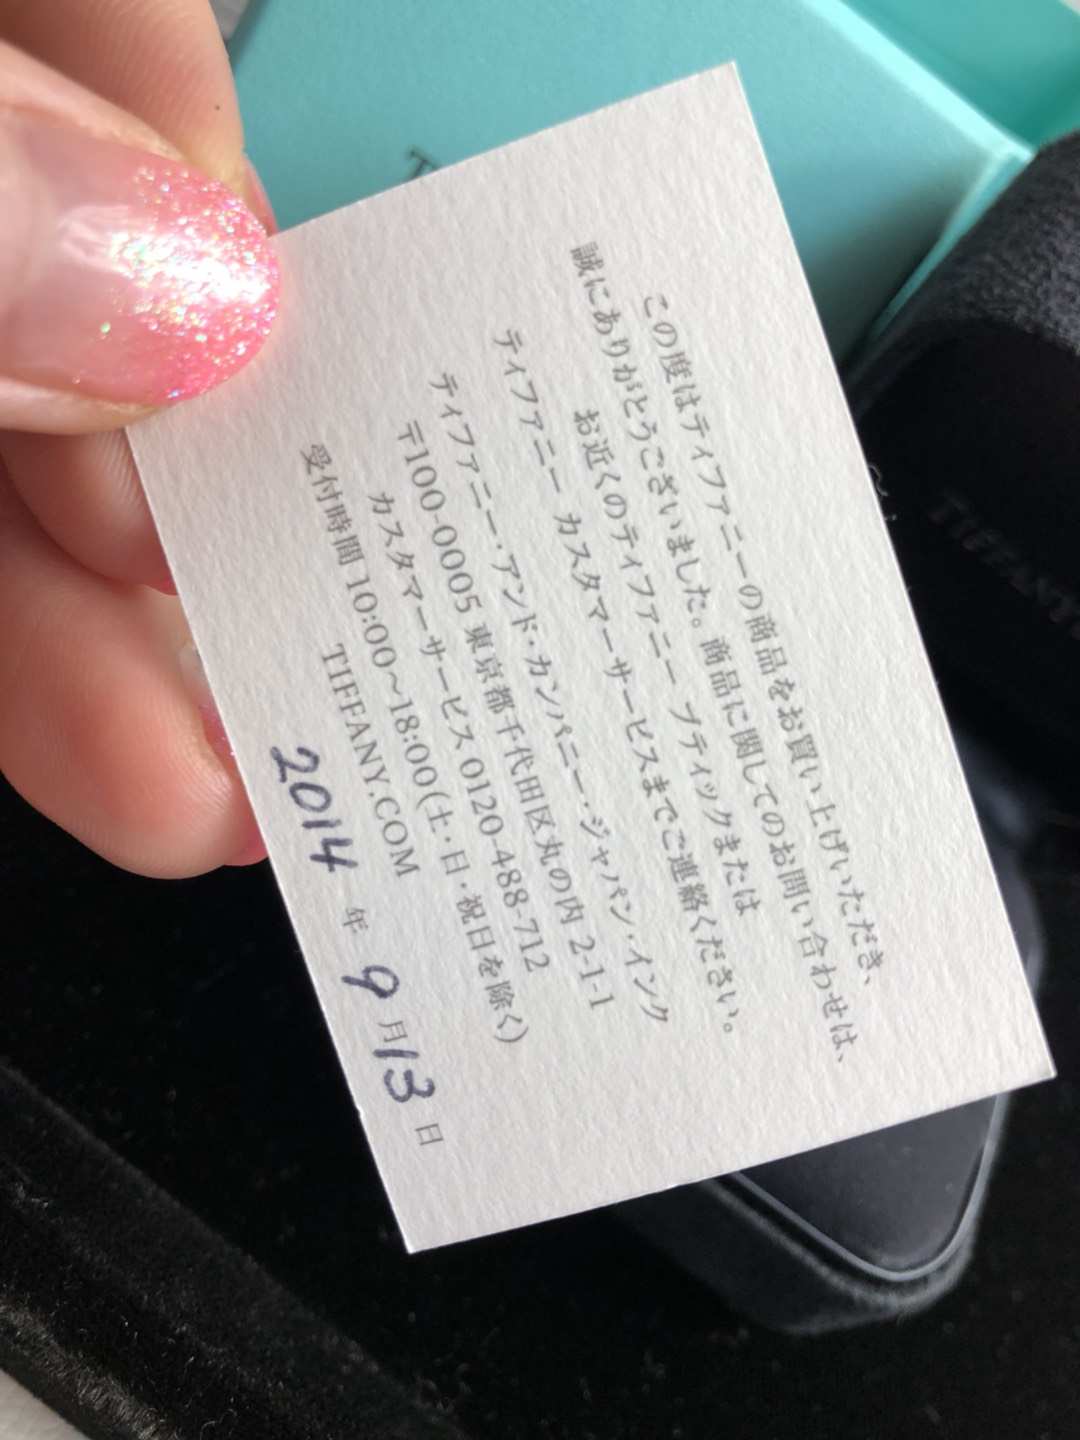 この度はティファニーの商品をお買い上げいただき、
誠にありがとうございました。商品に関してのお問い合わせは、
お近くのティファニー ブティックまたは
ティファニー カスタマーサービスまでご連絡ください。
ティファニー・アンド・カンパニー・ジャパン・インク
〒100-0005 東京都千代田区丸の内 2-1-1
カスタマーサービス 0120-488-712
受付時間 10:00〜18:00(土・日・祝日を除く)
TIFFANY.COM
2014 年 9 月 13 日
TIFFANY